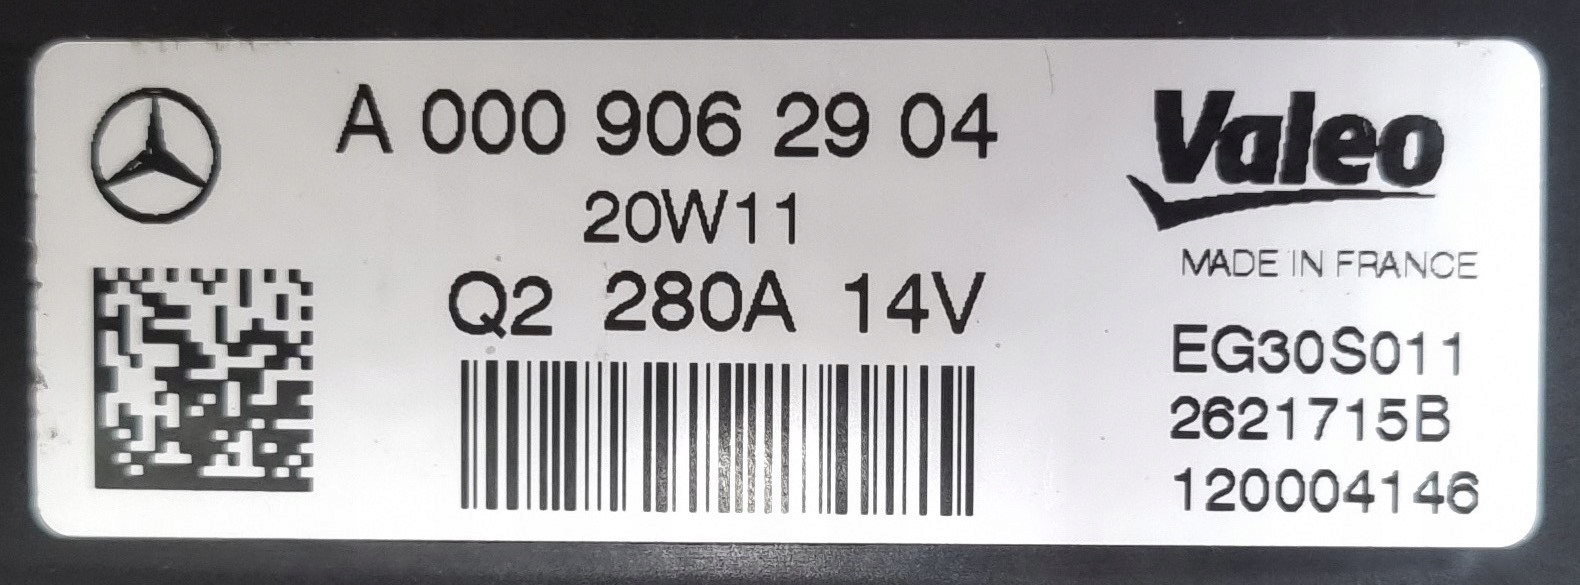 A 000 906 29 04
20W11
Q2 280A 14V
Valeo
MADE IN FRANCE
EG30S011
2621715B
120004146